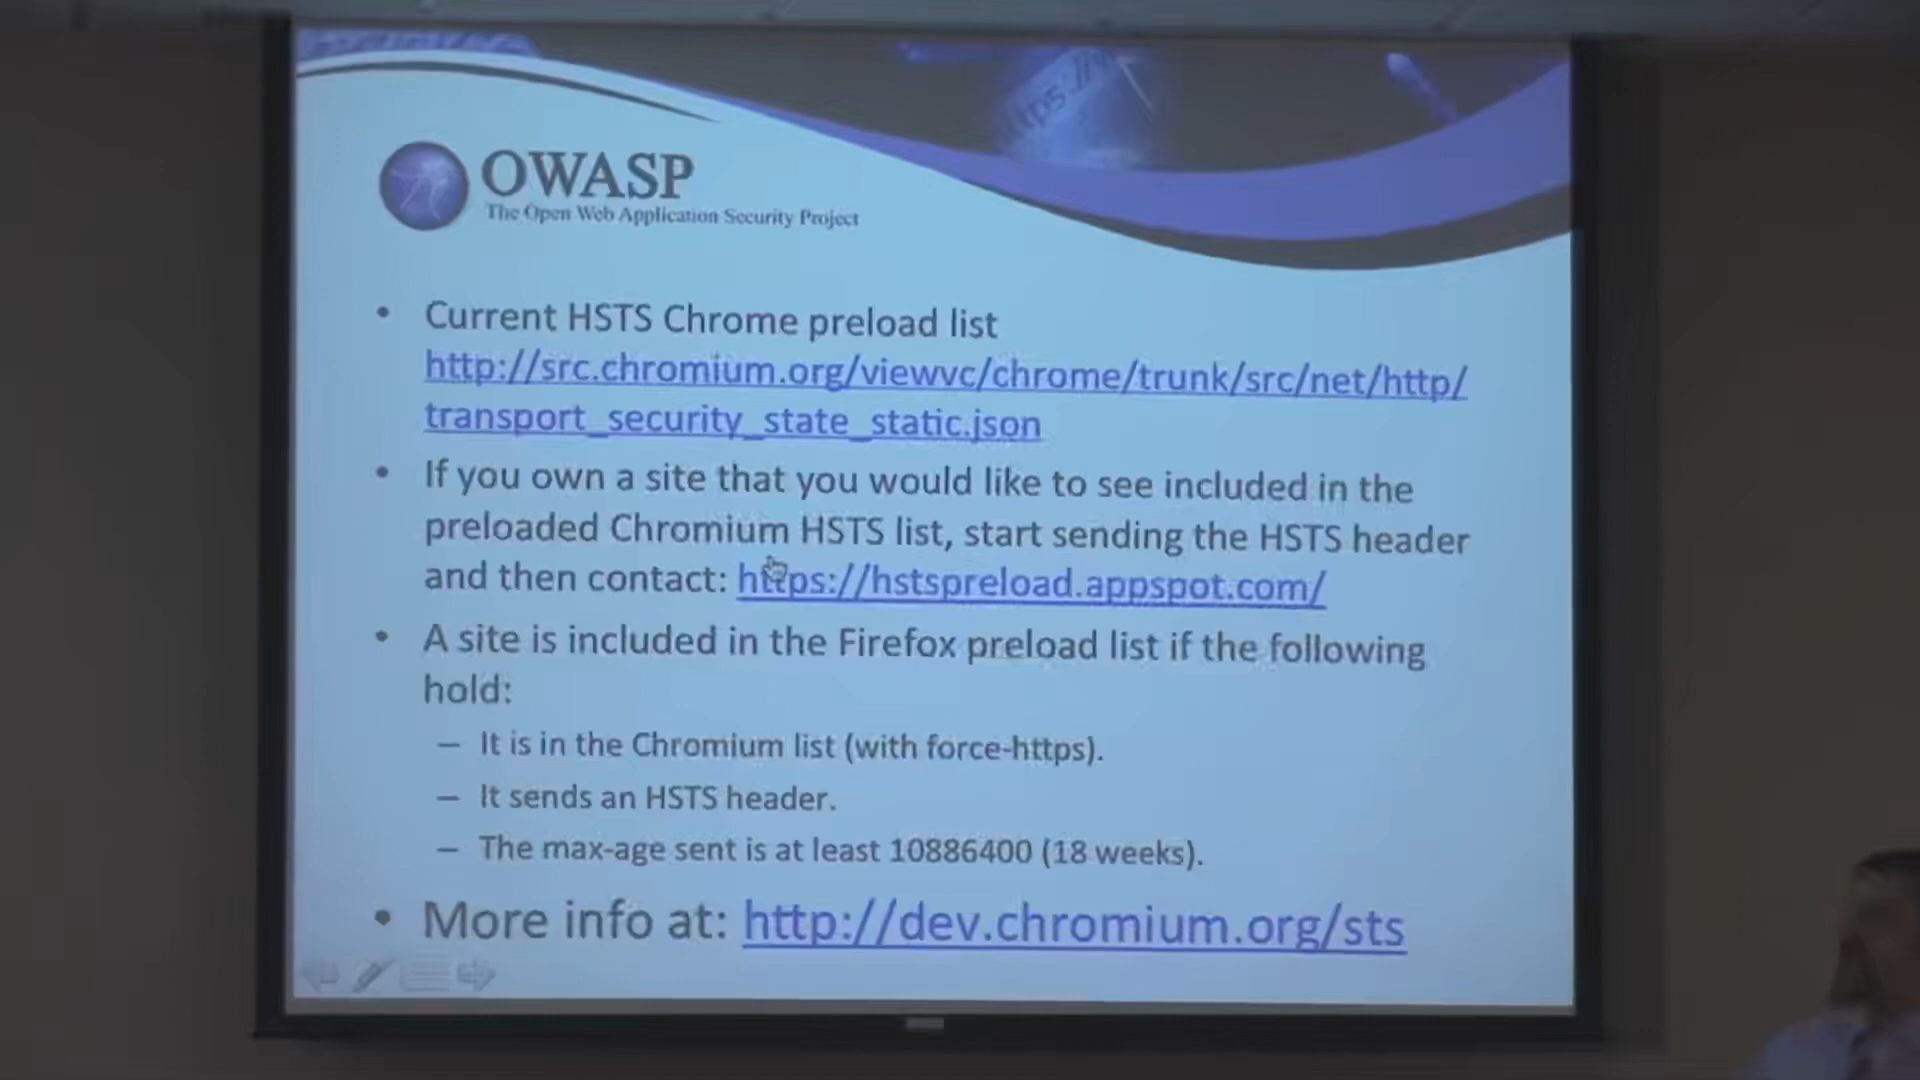 ttps://
OWASP
The Open Web Application Security Project
• Current HSTS Chrome preload list
http://src.chromium.org/viewvc/chrome/trunk/src/net/http/
transport_security_state_static.json
• If you own a site that you would like to see included in the
preloaded Chromium HSTS list, start sending the HSTS header
and then contact: https://hstspreload.appspot.com/
• A site is included in the Firefox preload list if the following
hold:
– It is in the Chromium list (with force-https).
– It sends an HSTS header.
– The max-age sent is at least 10886400 (18 weeks).
• More info at: http://dev.chromium.org/sts